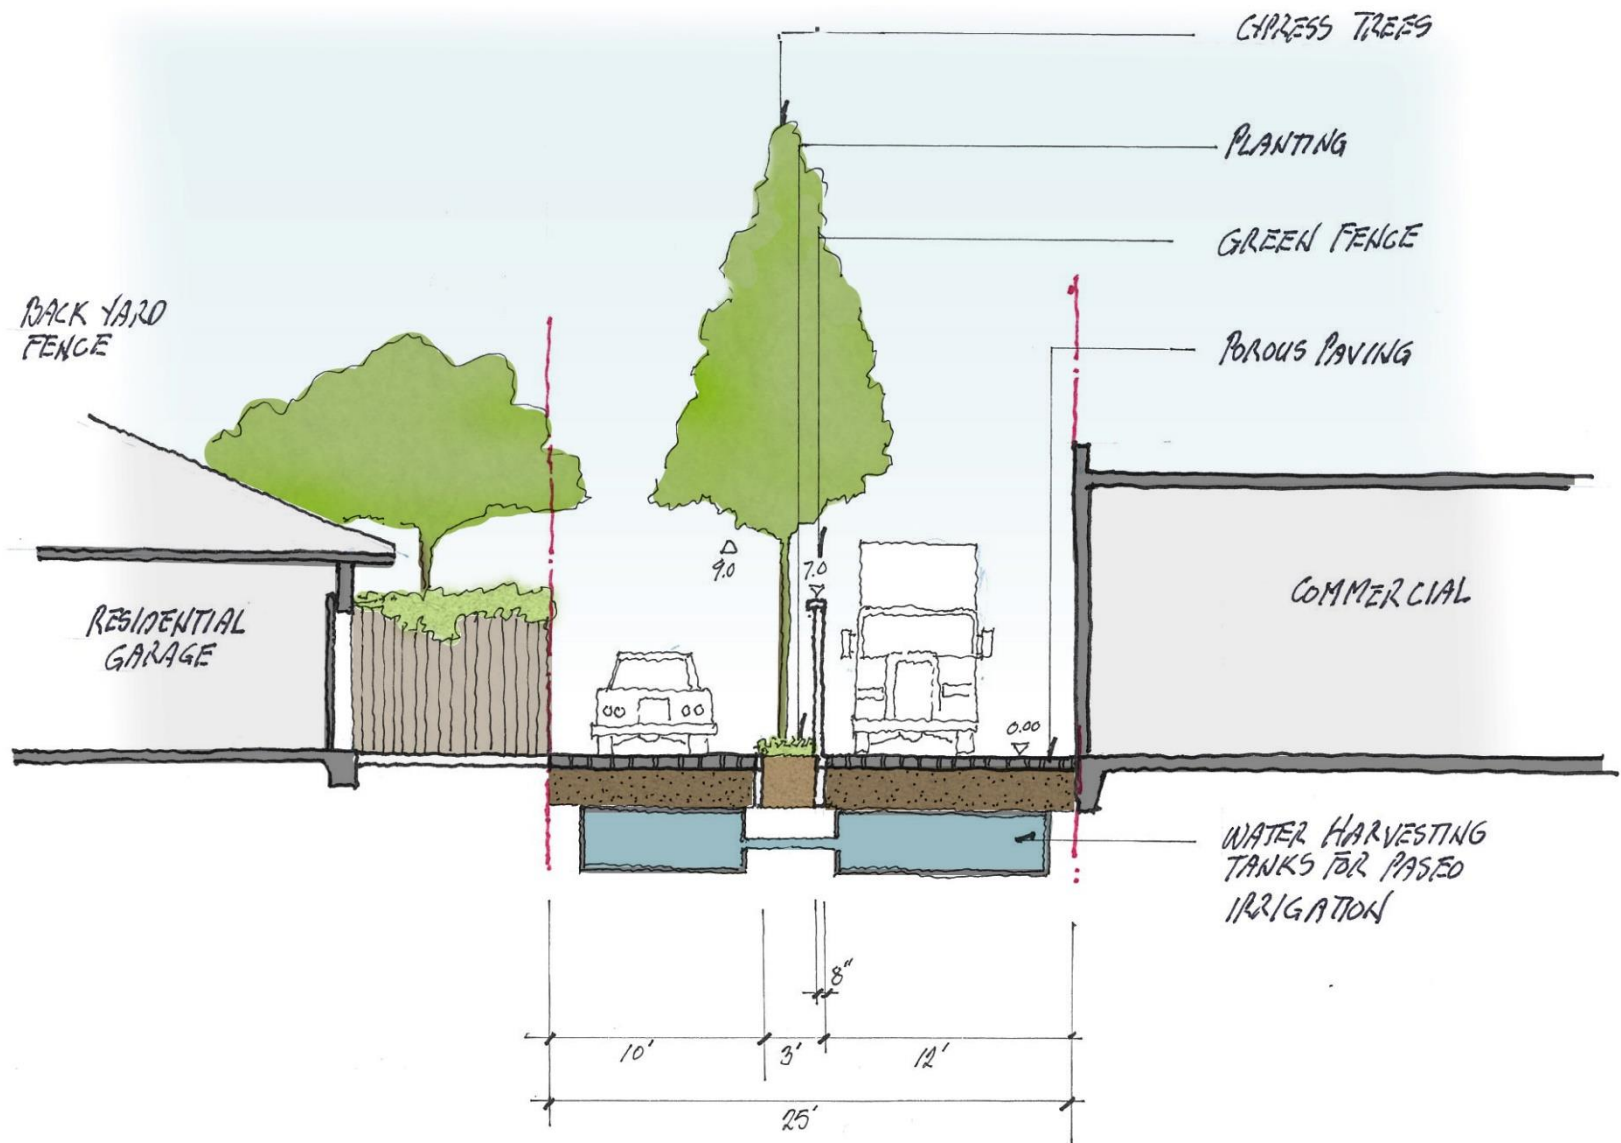 CYPRESS TREES
PLANTING
GREEN FENCE
BACK YARD
FENCE
POROUS PAVING
9.0
7.0
COMMERCIAL
RESIDENTIAL
GARAGE
0.00
WATER HARVESTING
TANKS FOR PASEO
IRRIGATION
8"
10'
3'
12'
25'